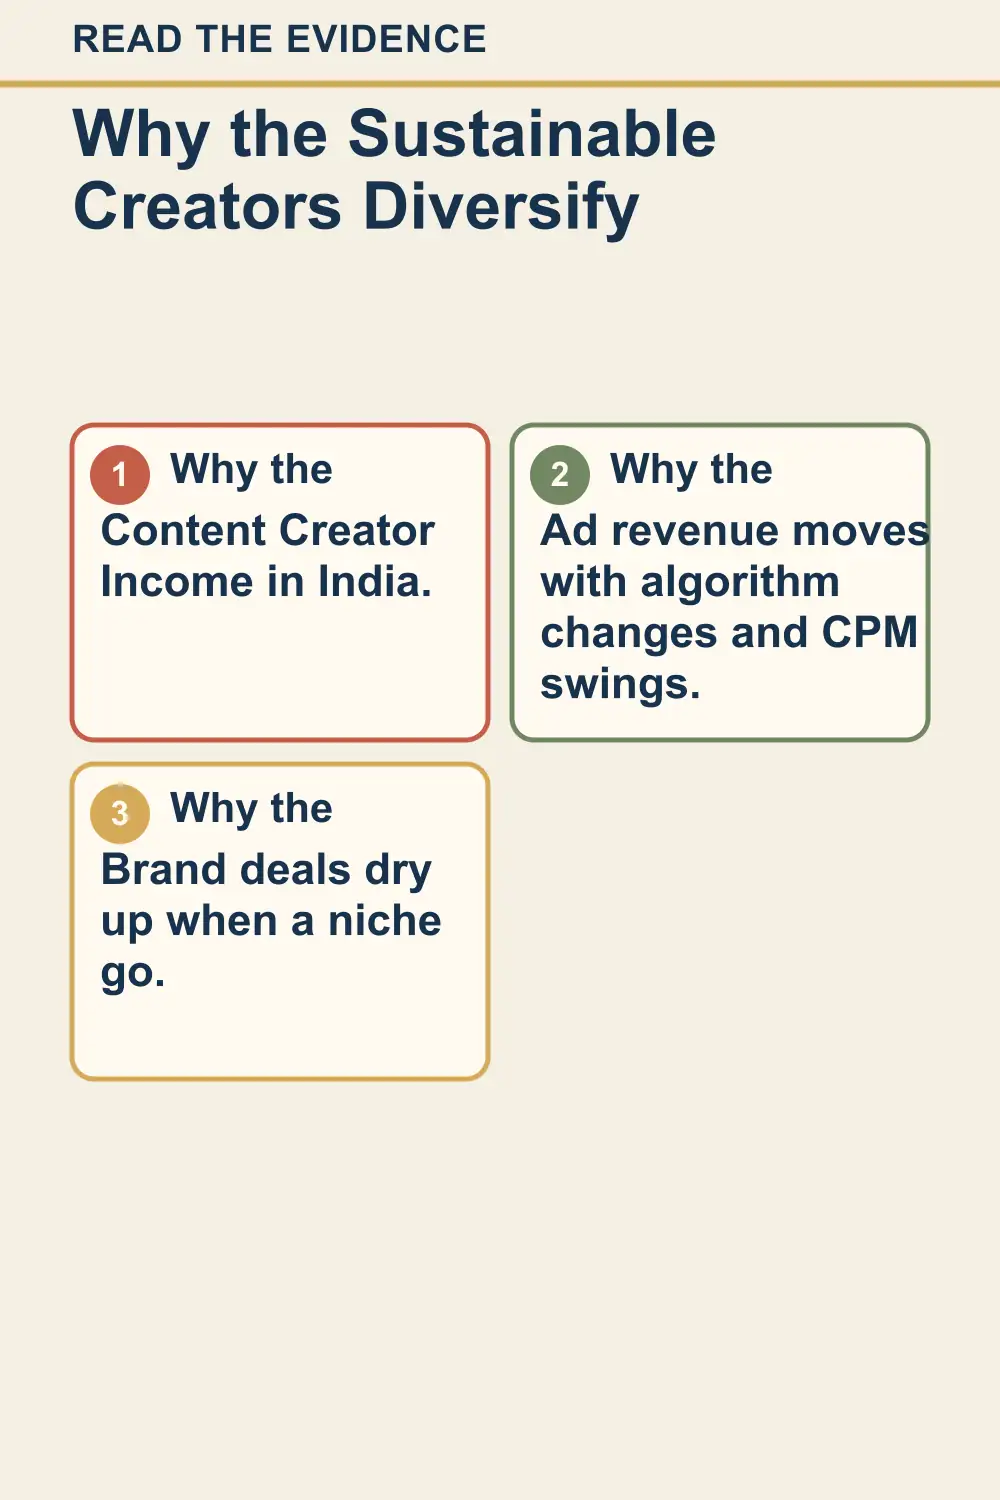 READ THE EVIDENCE
Why the Sustainable
Creators Diversify
1 Why the
Content Creator
Income in India.
2 Why the
Ad revenue moves
with algorithm
changes and CPM
swings.
3 Why the
Brand deals dry
up when a niche
go.